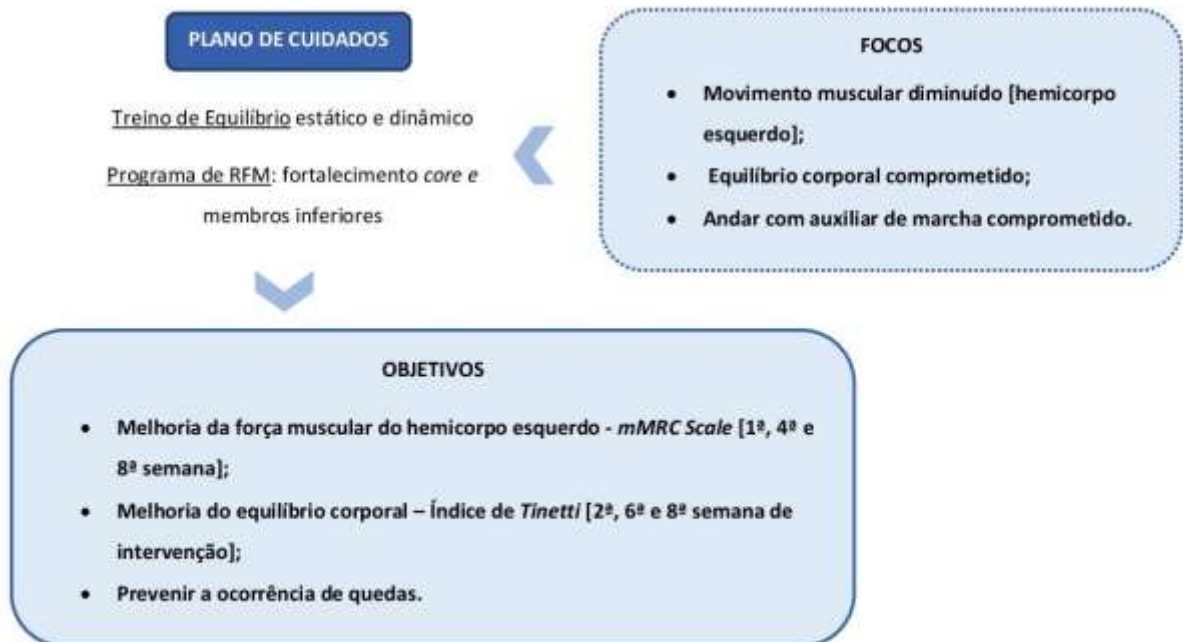 PLANO DE CUIDADOS
Treino de Equilíbrio estático e dinâmico
Programa de RFM: fortalecimento core e
membros inferiores
FOCOS
• Movimento muscular diminuído [hemicorpo
esquerdo];
• Equilíbrio corporal comprometido;
• Andar com auxiliar de marcha comprometido.
OBJETIVOS
• Melhoria da força muscular do hemicorpo esquerdo - mMRC Scale [1ª, 4ª e
8ª semana];
• Melhoria do equilíbrio corporal – Índice de Tinetti [2ª, 6ª e 8ª semana de
intervenção];
• Prevenir a ocorrência de quedas.